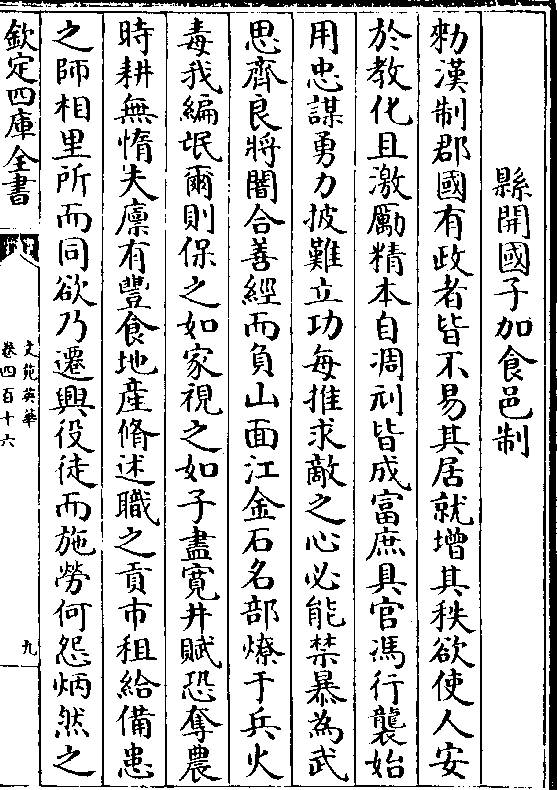 縣開國子加食邑制
勑漢制郡國有政者皆不易其居就增其秩欲使人安
於教化且激勵精本自凋刓皆成富庶具官馮行襲始
用忠謀勇力披難立功每推求敵之心必能禁暴為武
思齊良將闇合善經而負山面江金石名部燎于兵火
毒我編氓爾則保之如家視之如子盡寛井賦恐奪農
時耕無惰夫廪有豐食地產脩述職之貢市租給備患
之師相里所而同欲乃遷興役徒而施勞何怨炳然之
欽定四庫全書
文苑英華
卷四百十六
九